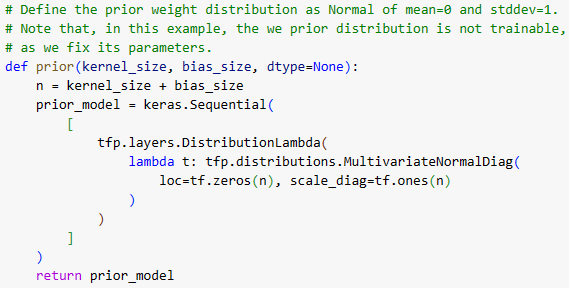 # Define the prior weight distribution as Normal of mean=0 and stddev=1.
# Note that, in this example, the we prior distribution is not trainable,
# as we fix its parameters.
def prior(kernel_size, bias_size, dtype=None):
    n = kernel_size + bias_size
    prior_model = keras.Sequential(
        [
            tfp.layers.DistributionLambda(
                lambda t: tfp.distributions.MultivariateNormalDiag(
                    loc=tf.zeros(n), scale_diag=tf.ones(n)
                )
            )
        ]
    )
    return prior_model